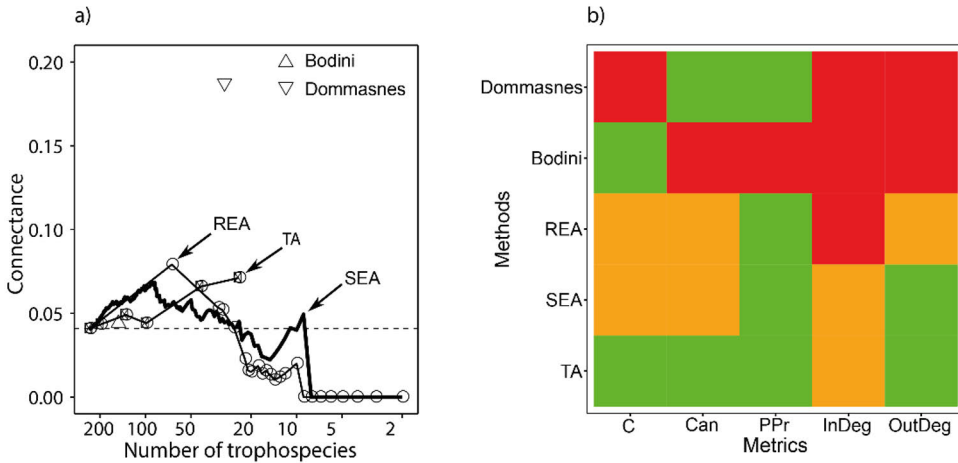 a)
Bodini
Dommasnes
REA
TA
SEA
Connectance
0.20
0.15
0.10
0.05
0.00
200 100 50 20 10 5 2
Number of trophospecies
b)
Methods
Dommasnes
Bodini
REA
SEA
TA
C Can PPr InDeg OutDeg
Metrics